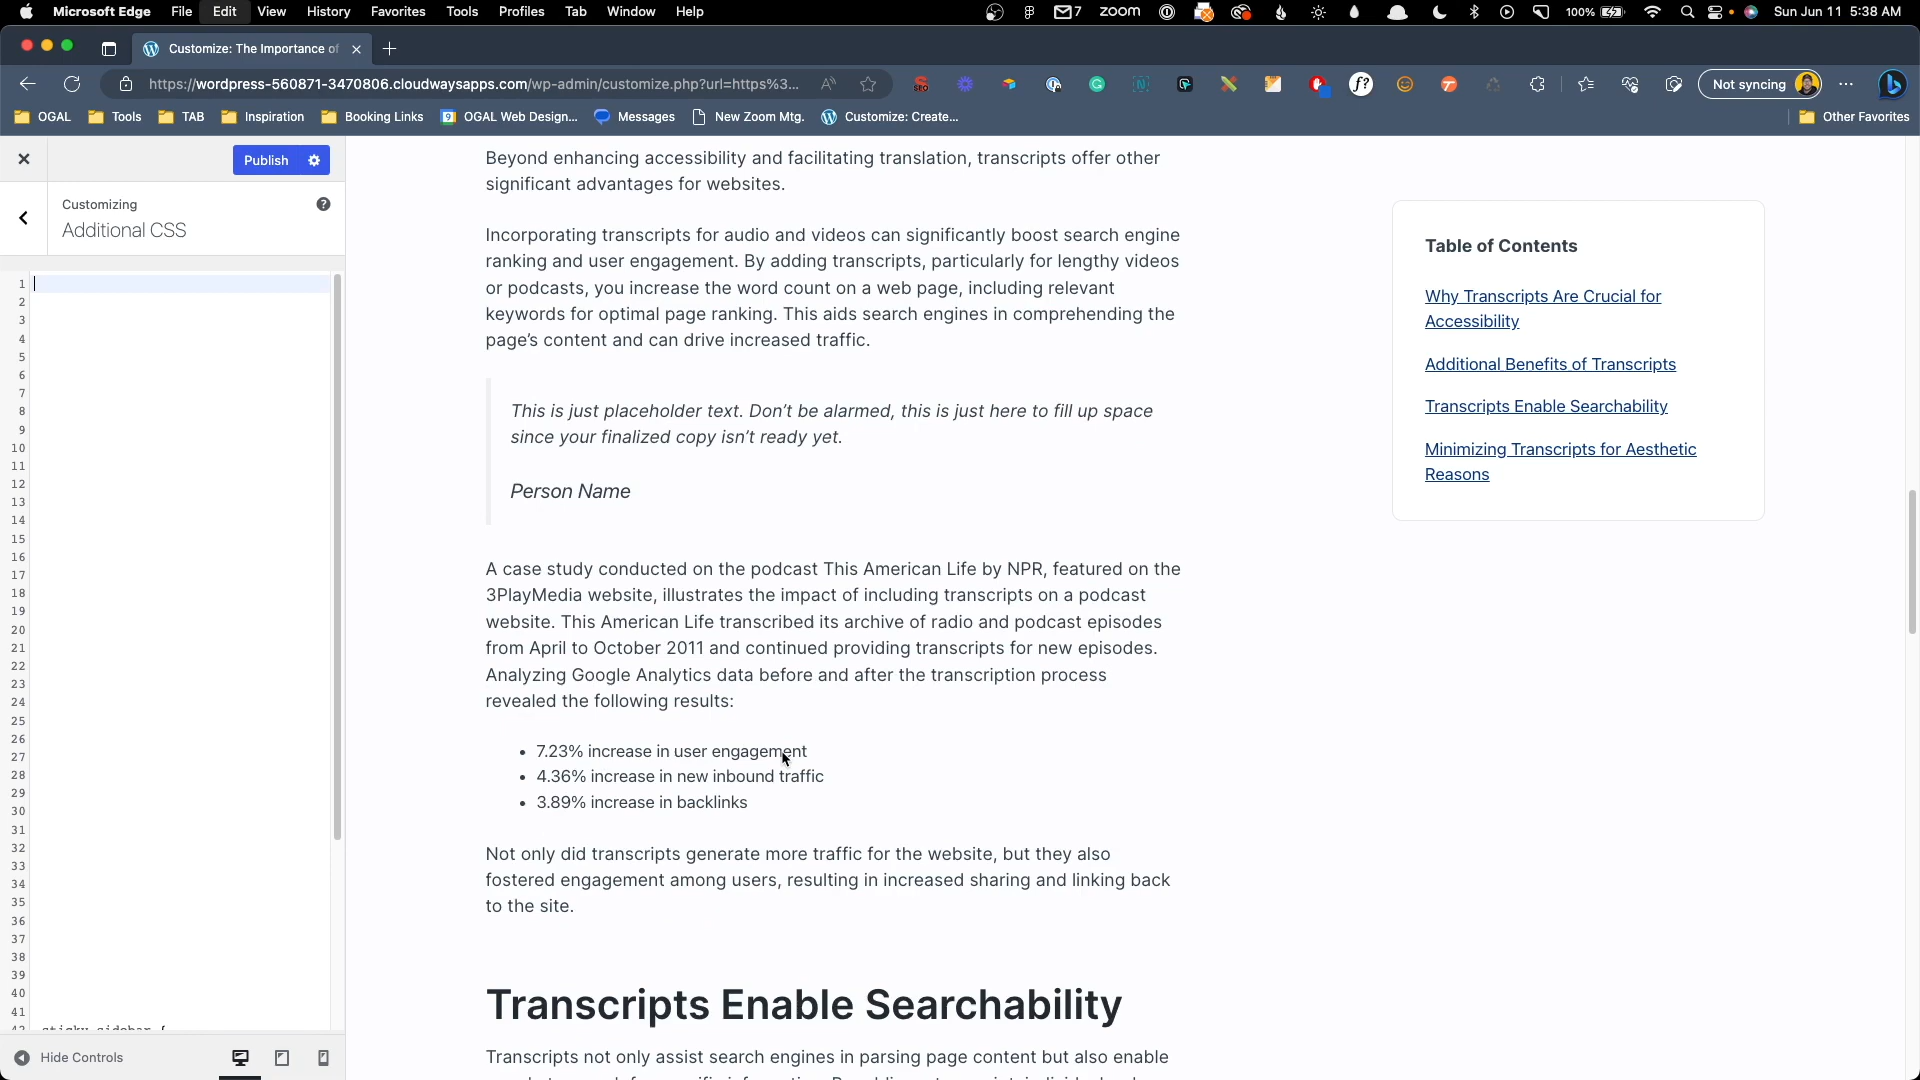 Microsoft Edge File Edit View History Favorites Tools Profiles Tab Window Help 7 zoom 100% Sun Jun 11 5:38 AM
Customize: The Importance of
https://wordpress-560871-3470806.cloudwaysapps.com/wp-admin/customize.php?url=https%3... Not syncing
OGAL Tools TAB Inspiration Booking Links OGAL Web Design... Messages New Zoom Mtg. Customize: Create... Other Favorites
Publish
Customizing
Additional CSS
1
2
3
4
5
6
7
8
9
10
11
12
13
14
15
16
17
18
19
20
21
22
23
24
25
26
27
28
29
30
31
32
33
34
35
36
37
38
39
40
41
Hide Controls
Beyond enhancing accessibility and facilitating translation, transcripts offer other
significant advantages for websites.
Incorporating transcripts for audio and videos can significantly boost search engine
ranking and user engagement. By adding transcripts, particularly for lengthy videos
or podcasts, you increase the word count on a web page, including relevant
keywords for optimal page ranking. This aids search engines in comprehending the
page’s content and can drive increased traffic.
This is just placeholder text. Don’t be alarmed, this is just here to fill up space
since your finalized copy isn’t ready yet.
Person Name
A case study conducted on the podcast This American Life by NPR, featured on the
3PlayMedia website, illustrates the impact of including transcripts on a podcast
website. This American Life transcribed its archive of radio and podcast episodes
from April to October 2011 and continued providing transcripts for new episodes.
Analyzing Google Analytics data before and after the transcription process
revealed the following results:
• 7.23% increase in user engagement
• 4.36% increase in new inbound traffic
• 3.89% increase in backlinks
Not only did transcripts generate more traffic for the website, but they also
fostered engagement among users, resulting in increased sharing and linking back
to the site.
Transcripts Enable Searchability
Transcripts not only assist search engines in parsing page content but also enable
Table of Contents
Why Transcripts Are Crucial for
Accessibility
Additional Benefits of Transcripts
Transcripts Enable Searchability
Minimizing Transcripts for Aesthetic
Reasons